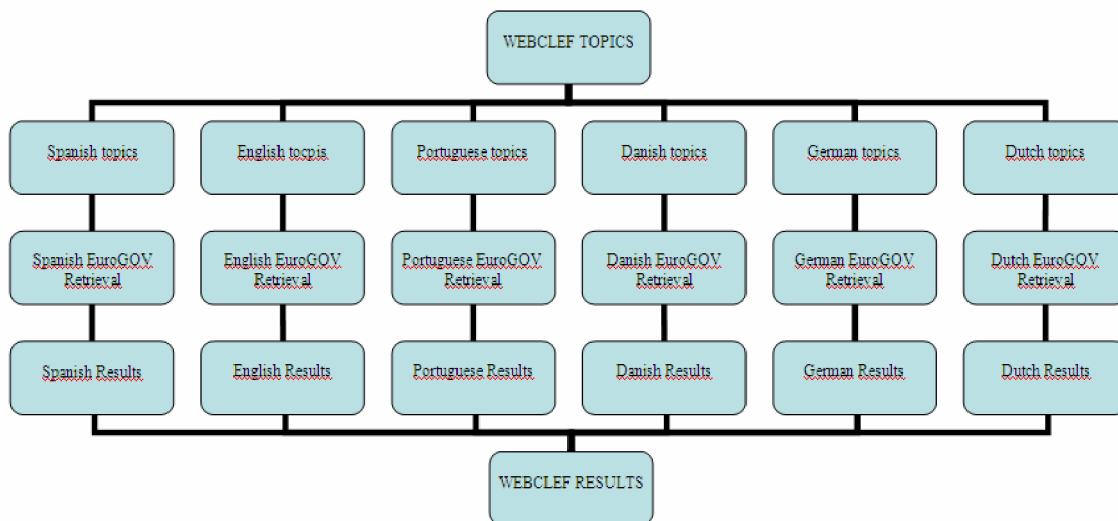 WEBCLEF TOPICS
Spanish topics
English tocpis
Portuguese topics
Danish topics
German topics
Dutch topics
Spanish EuroGOV
Retrieval
English EuroGOV
Retrieval
Portuguese EuroGOV
Retrieval
Danish EuroGOV
Retrieval
German EuroGOV
Retrieval
Dutch EuroGOV
Retrieval
Spanish Results
English Results
Portuguese Results
Danish Results
German Results
Dutch Results
WEBCLEF RESULTS